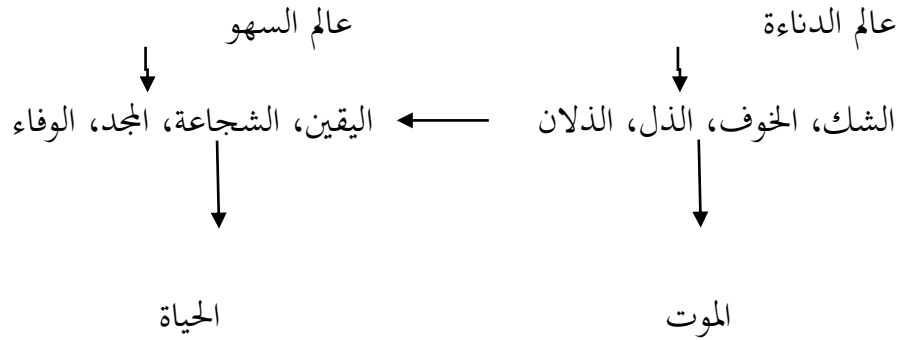 عالم الدناءة عالم السهو
الشك، الخوف، الذل، الذلان اليقين، الشجاعة، المجد، الوفاء
الموت الحياة